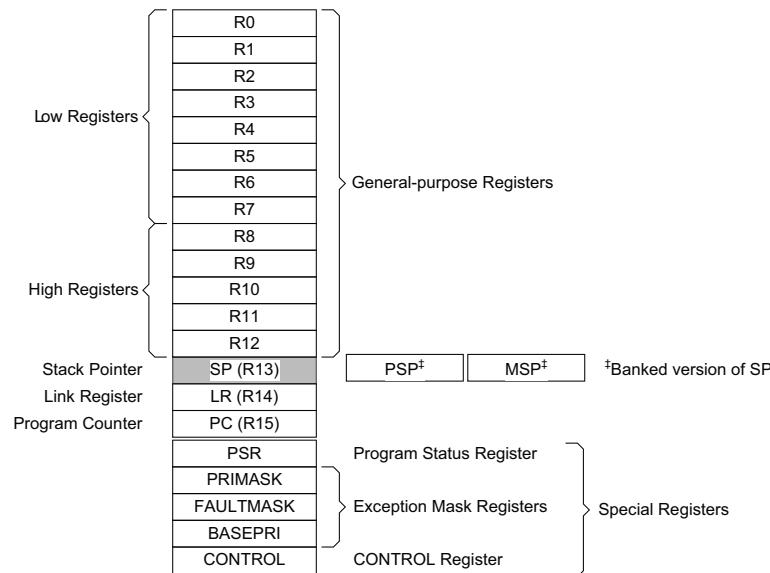 R0
R1
R2
R3
Low Registers
R4
R5
R6
General-purpose Registers
R7
R8
R9
High Registers
R10
R11
R12
Stack Pointer SP (R13) PSP‡ MSP‡ ‡Banked version of SP
Link Register LR (R14)
Program Counter PC (R15)
PSR Program Status Register
PRIMASK
FAULTMASK Exception Mask Registers Special Registers
BASEPRI
CONTROL CONTROL Register